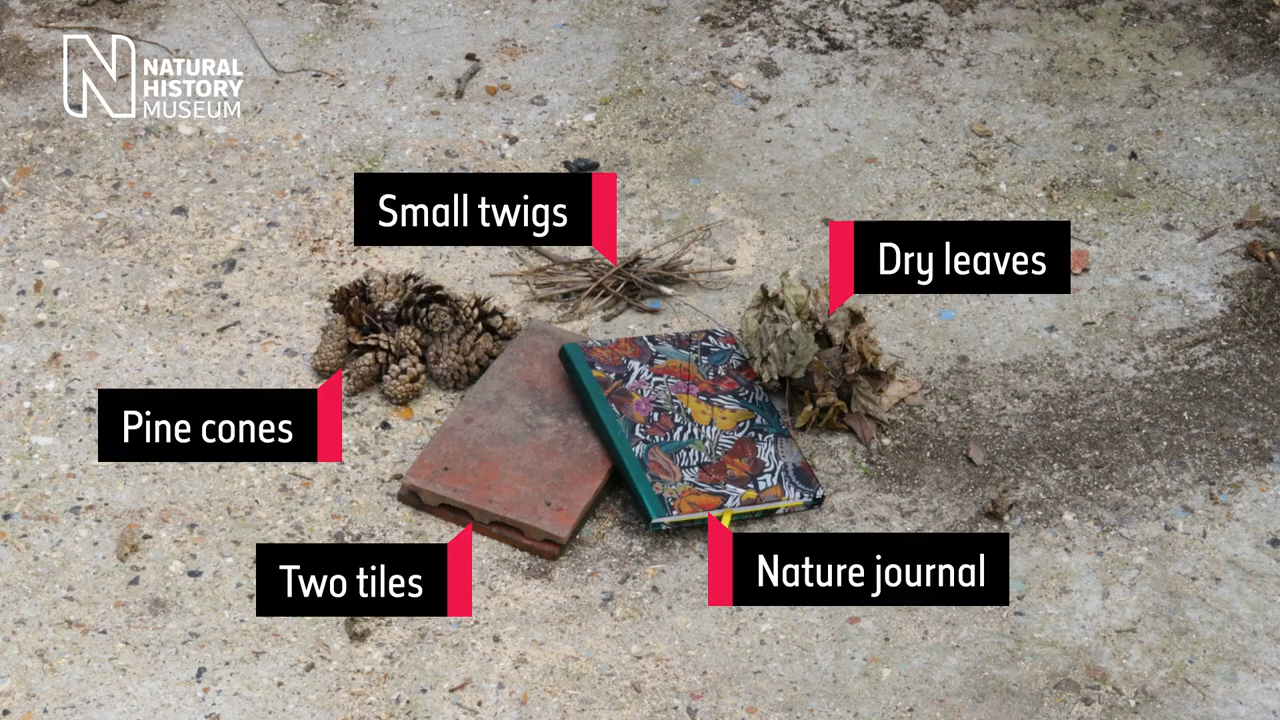 NATURAL
HISTORY
MUSEUM
Small twigs
Dry leaves
Pine cones
Two tiles
Nature journal